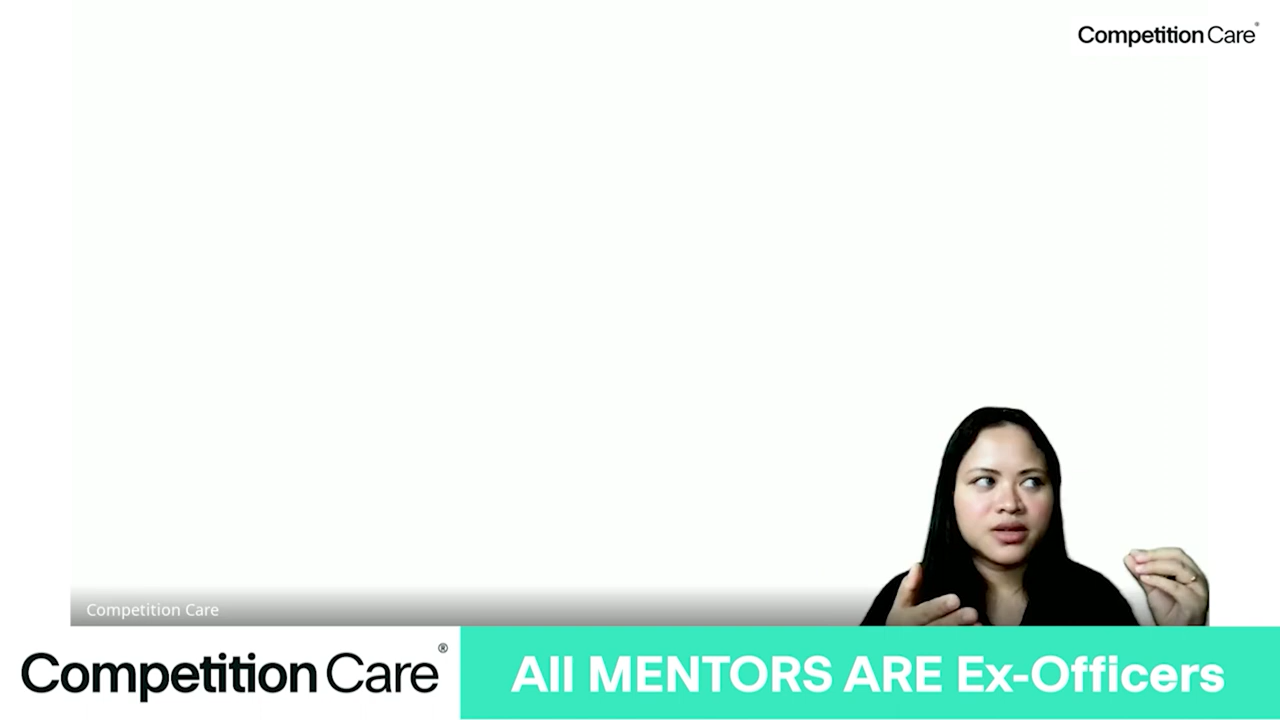 Competition Care®
Competition Care
Competition Care®
All MENTORS ARE Ex-Officers